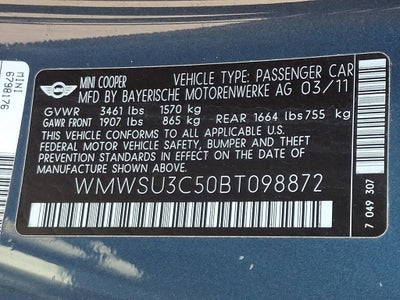 MINI COOPER VEHICLE TYPE: PASSENGER CAR
MFD BY BAYERISCHE MOTORENWERKE AG 03/11
GVWR 3461 lbs 1570 kg
GAWR FRONT 1907 lbs 865 kg REAR 1664 lbs 755 kg
THIS VEHICLE CONFORMS TO ALL APPLICABLE U.S.
FEDERAL MOTOR VEHICLE SAFETY, BUMPER AND THEFT
PREVENTION STANDARDS IN EFFECT ON THE DATE OF
MANUFACTURE SHOWN ABOVE.
WMWSU3C50BT098872
7 049 307
MINI
6798176